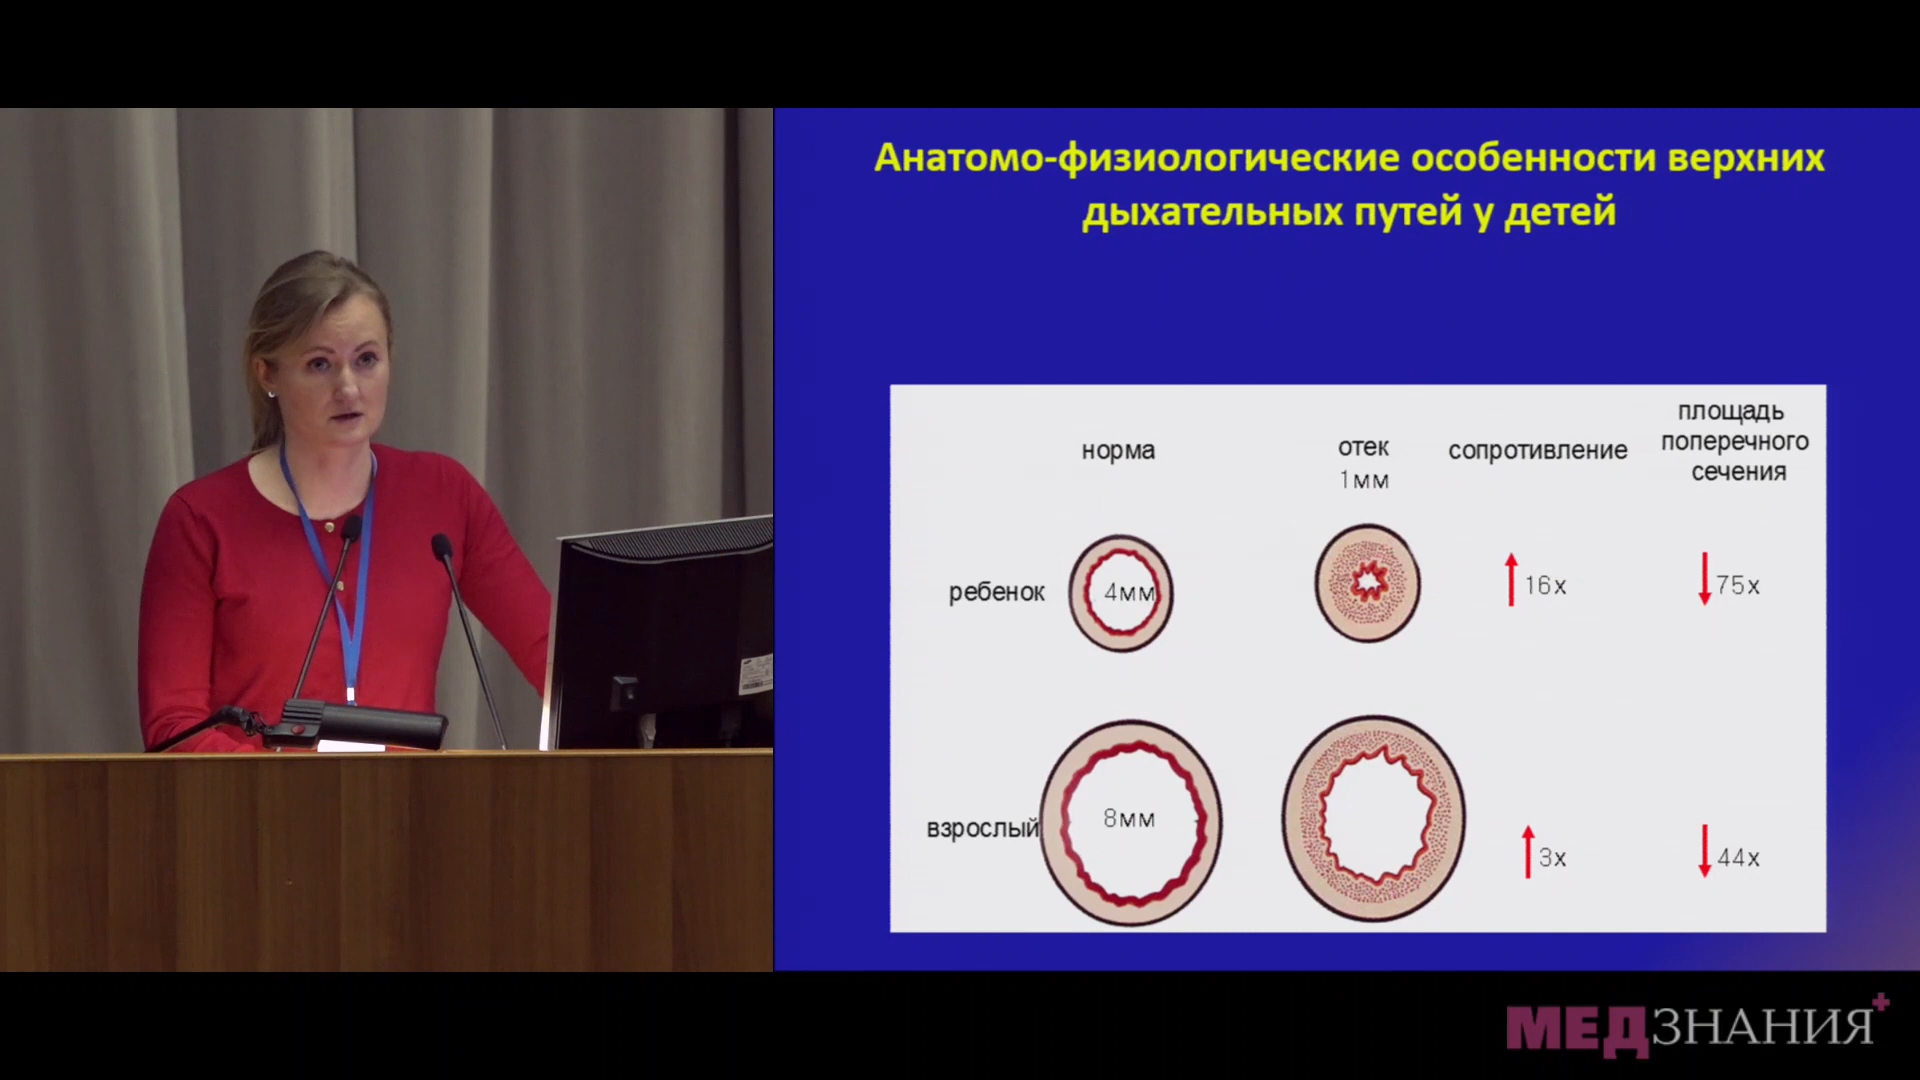 Анатомо-физиологические особенности верхних
дыхательных путей у детей
норма
отек
1мм
сопротивление
площадь
поперечного
сечения
ребенок
4мм
16х
75х
взрослый
8мм
3х
44х
МЕДЗНАНИЯ+